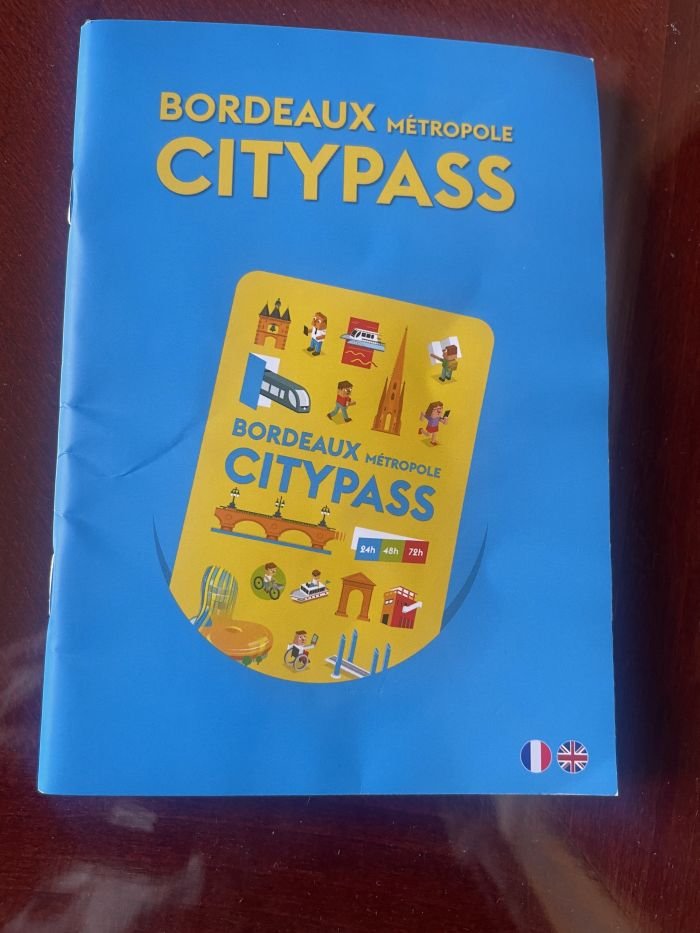 BORDEAUX MÉTROPOLE
CITYPASS
BORDEAUX MÉTROPOLE
CITYPASS
24h 48h 72h